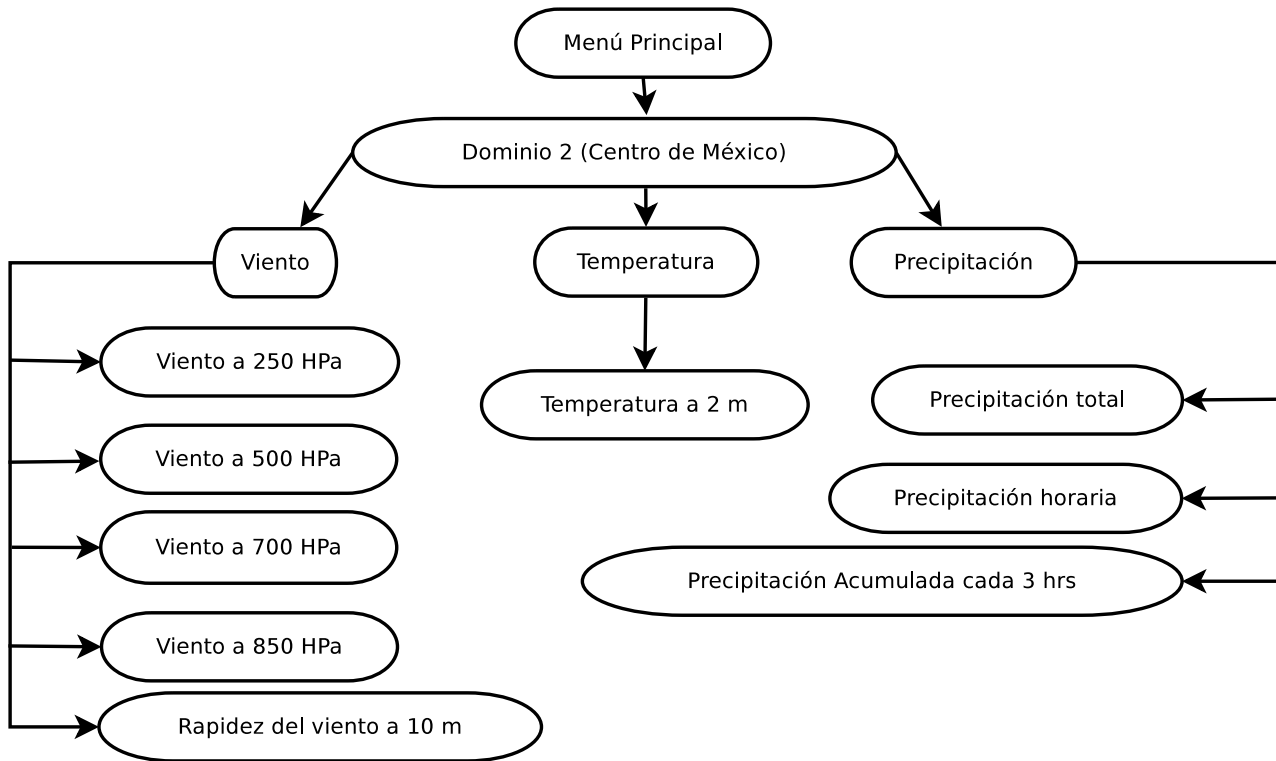 Menú Principal
Dominio 2 (Centro de México)
Viento
Temperatura
Precipitación
Viento a 250 HPa
Viento a 500 HPa
Viento a 700 HPa
Viento a 850 HPa
Rapidez del viento a 10 m
Temperatura a 2 m
Precipitación total
Precipitación horaria
Precipitación Acumulada cada 3 hrs